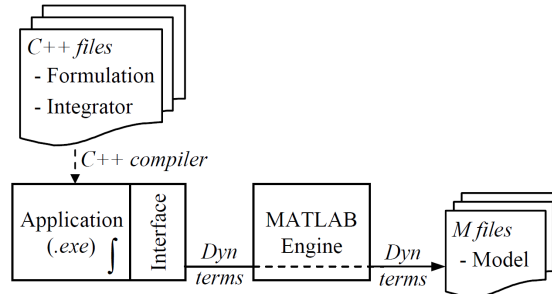 C++ files
- Formulation
- Integrator
C++ compiler
Application
(.exe) ∫
Interface
Dyn
terms
MATLAB
Engine
Dyn
terms
M files
- Model